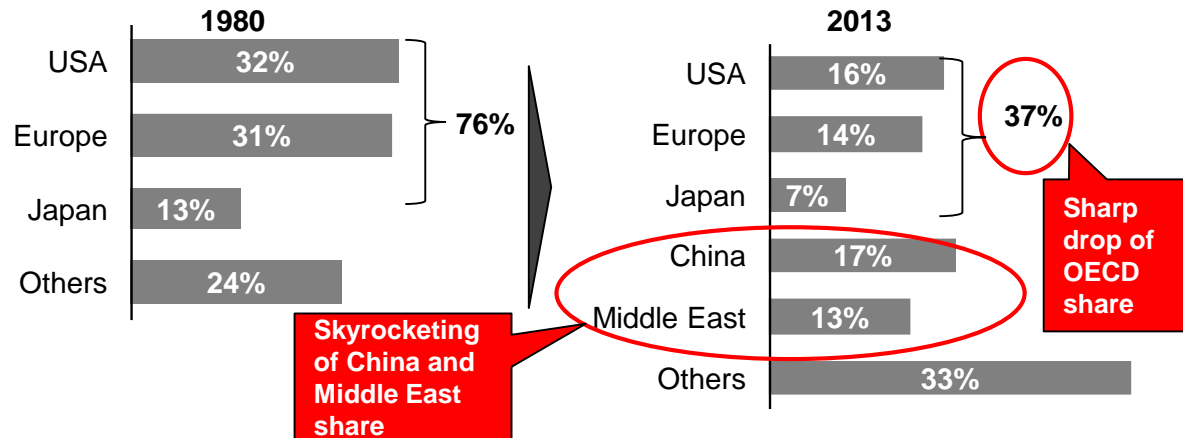 1980
USA
32%
Europe
31%
Japan
13%
Others
24%
76%
2013
USA
16%
Europe
14%
Japan
7%
China
17%
Middle East
13%
Others
33%
37%
Sharp
drop of
OECD
share
Skyrocketing
of China and
Middle East
share